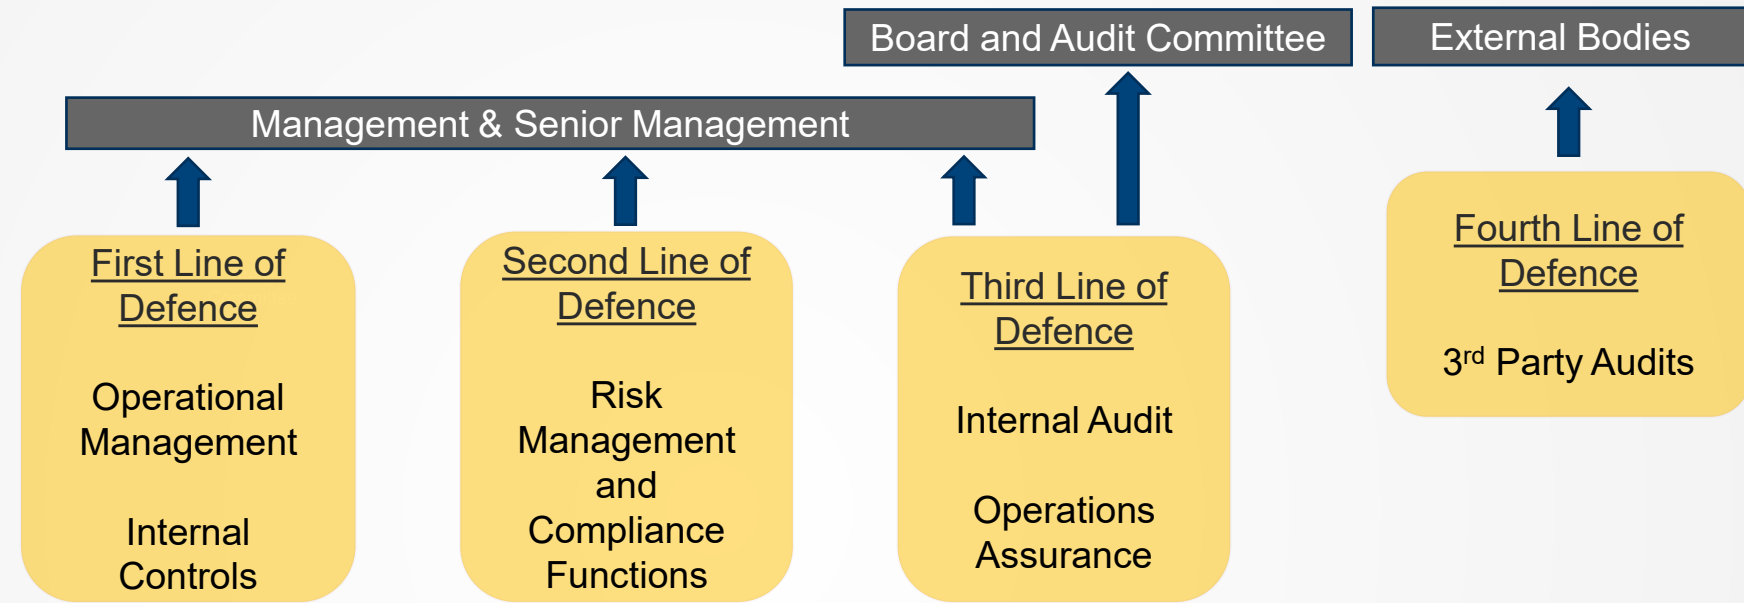 Board and Audit Committee
External Bodies
Management & Senior Management
First Line of
Defence
Operational
Management
Internal
Controls
Second Line of
Defence
Risk
Management
and
Compliance
Functions
Third Line of
Defence
Internal Audit
Operations
Assurance
Fourth Line of
Defence
3rd Party Audits